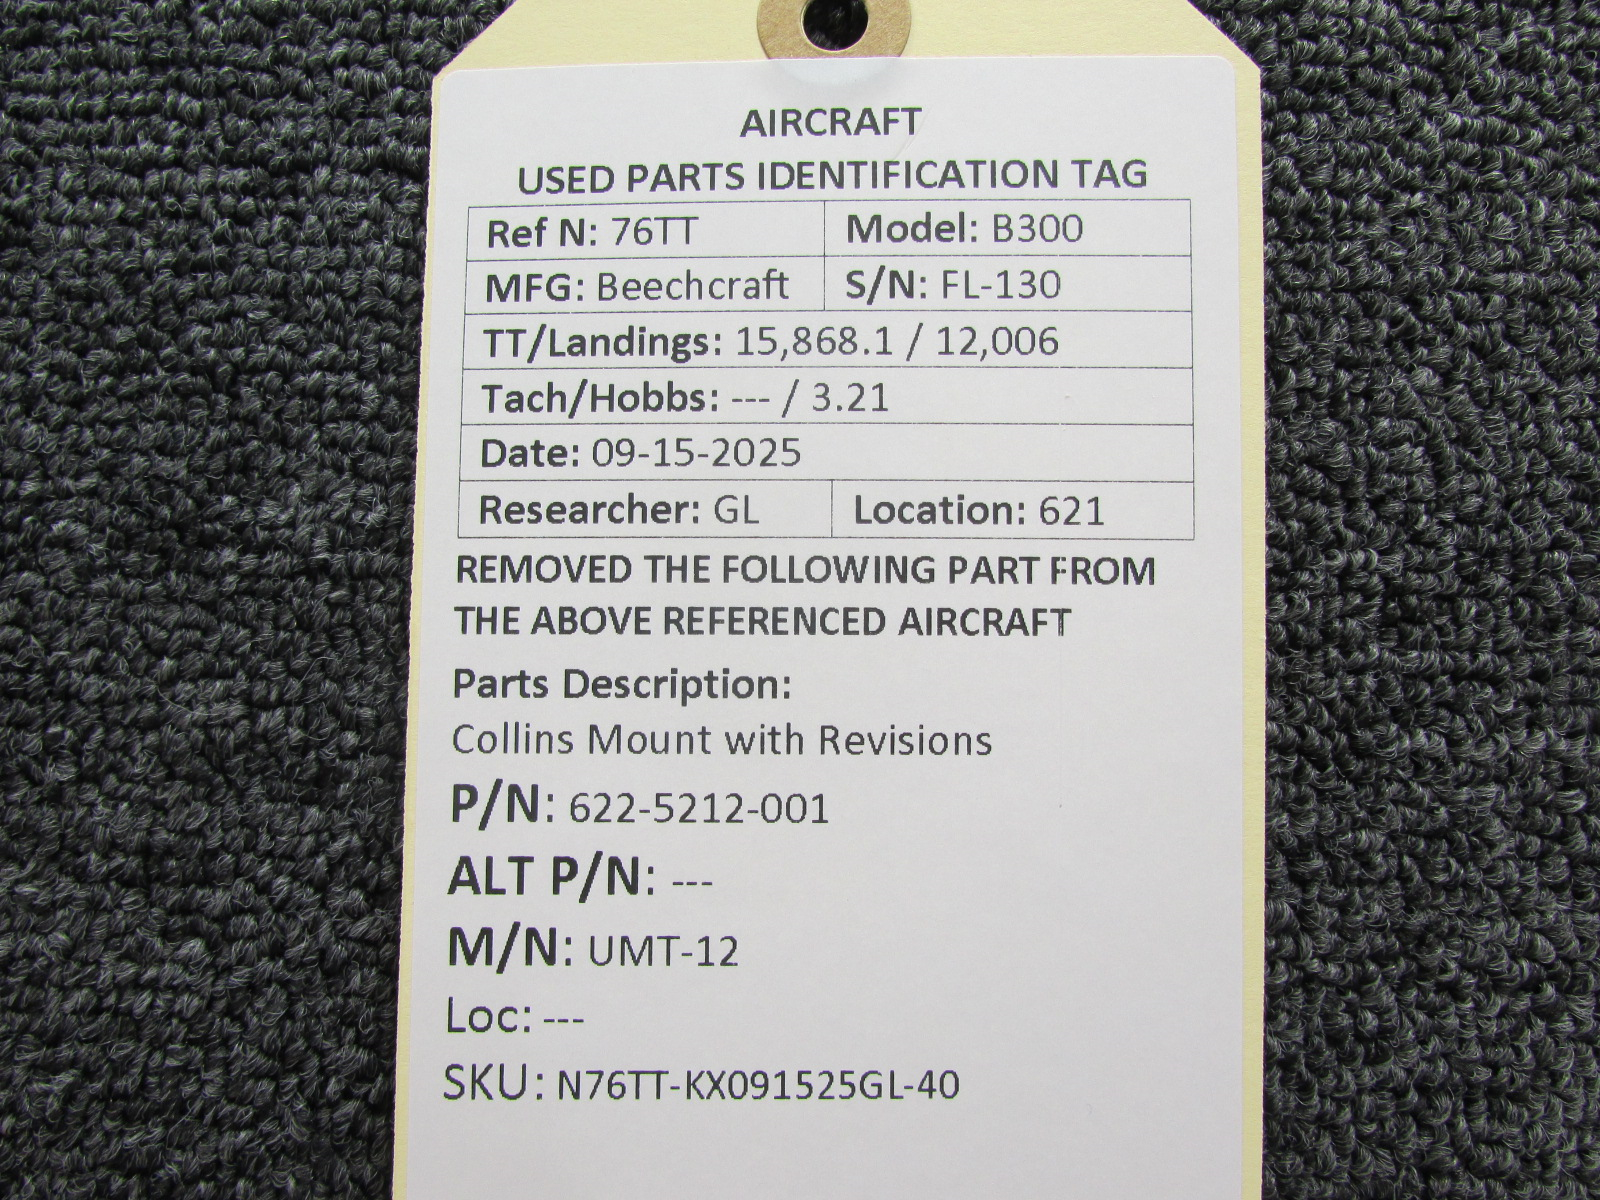 AIRCRAFT
USED PARTS IDENTIFICATION TAG
Ref N: 76TT Model: B300
MFG: Beechcraft S/N: FL-130
TT/Landings: 15,868.1 / 12,006
Tach/Hobbs: --- / 3.21
Date: 09-15-2025
Researcher: GL Location: 621
REMOVED THE FOLLOWING PART FROM
THE ABOVE REFERENCED AIRCRAFT
Parts Description:
Collins Mount with Revisions
P/N: 622-5212-001
ALT P/N: ---
M/N: UMT-12
Loc: ---
SKU: N76TT-KX091525GL-40